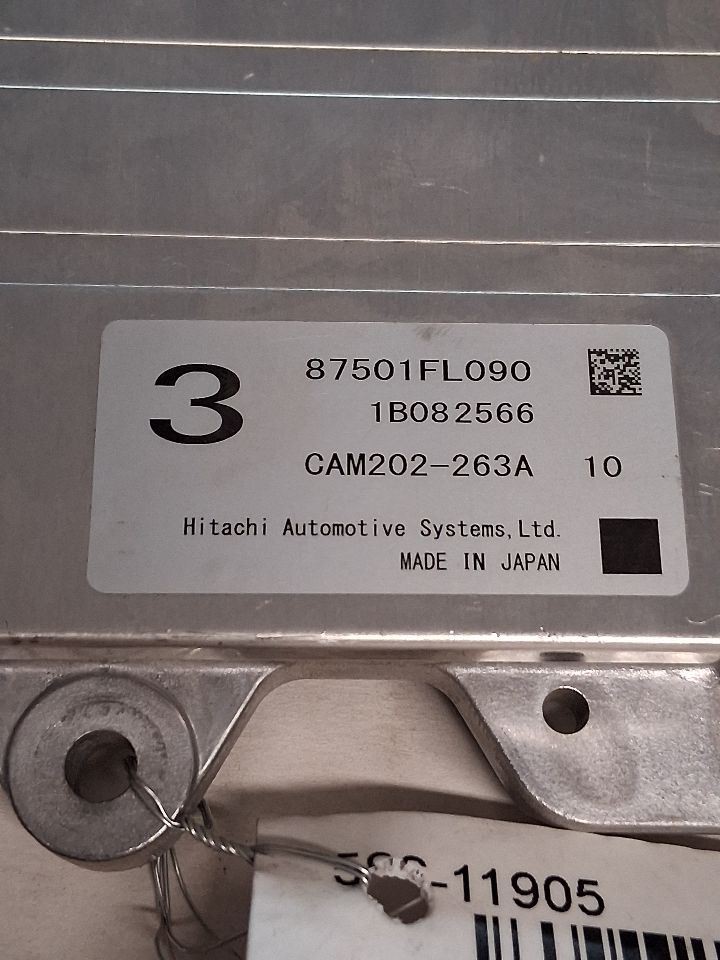 3
87501FL090
1B082566
CAM202-263A 10
Hitachi Automotive Systems,Ltd.
MADE IN JAPAN
-11905